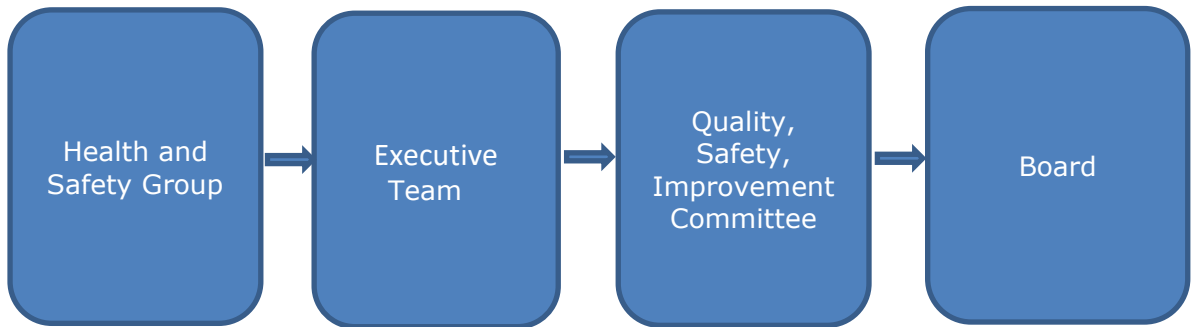 Health and
Safety Group
Executive
Team
Quality,
Safety,
Improvement
Committee
Board